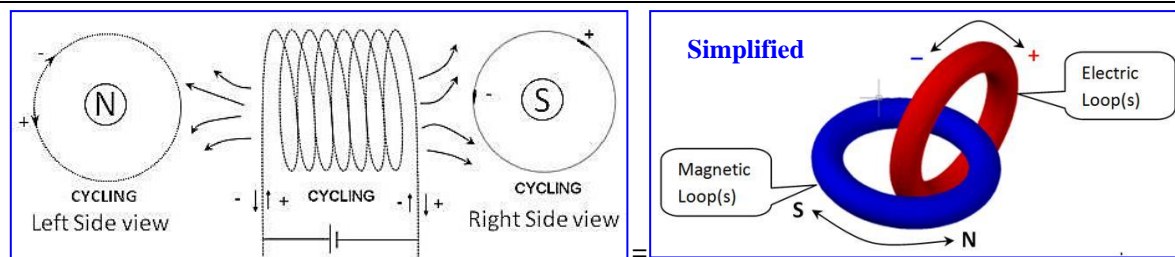 N
-
+
CYCLING
Left Side view
- +
CYCLING
- +
+
-
S
CYCLING
Right Side view
=
Simplified
- +
Electric
Loop(s)
Magnetic
Loop(s)
S
N